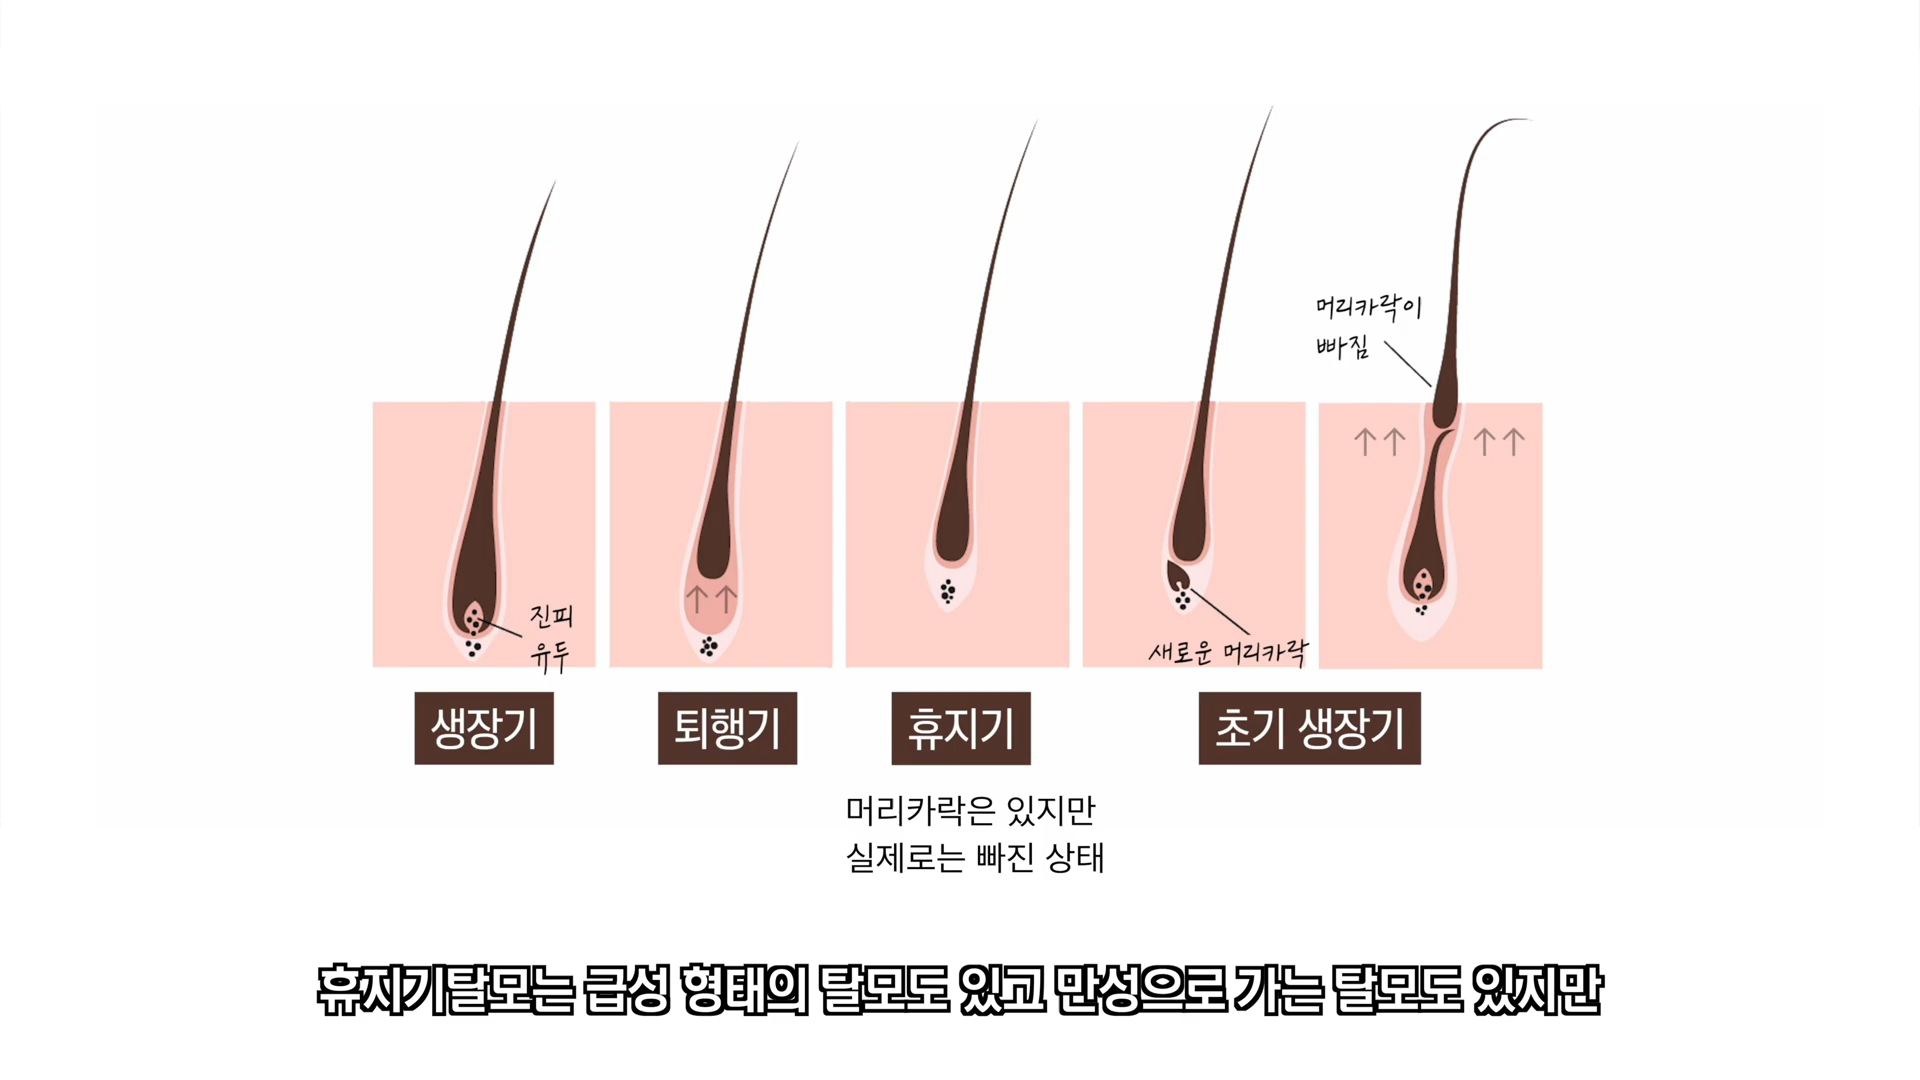 머리카락이
빠짐
진피
유두
새로운 머리카락
생장기
퇴행기
휴지기
초기 생장기
머리카락은 있지만
실제로는 빠진 상태
휴지기탈모는 급성 형태의 탈모도 있고 만성으로 가는 탈모도 있지만